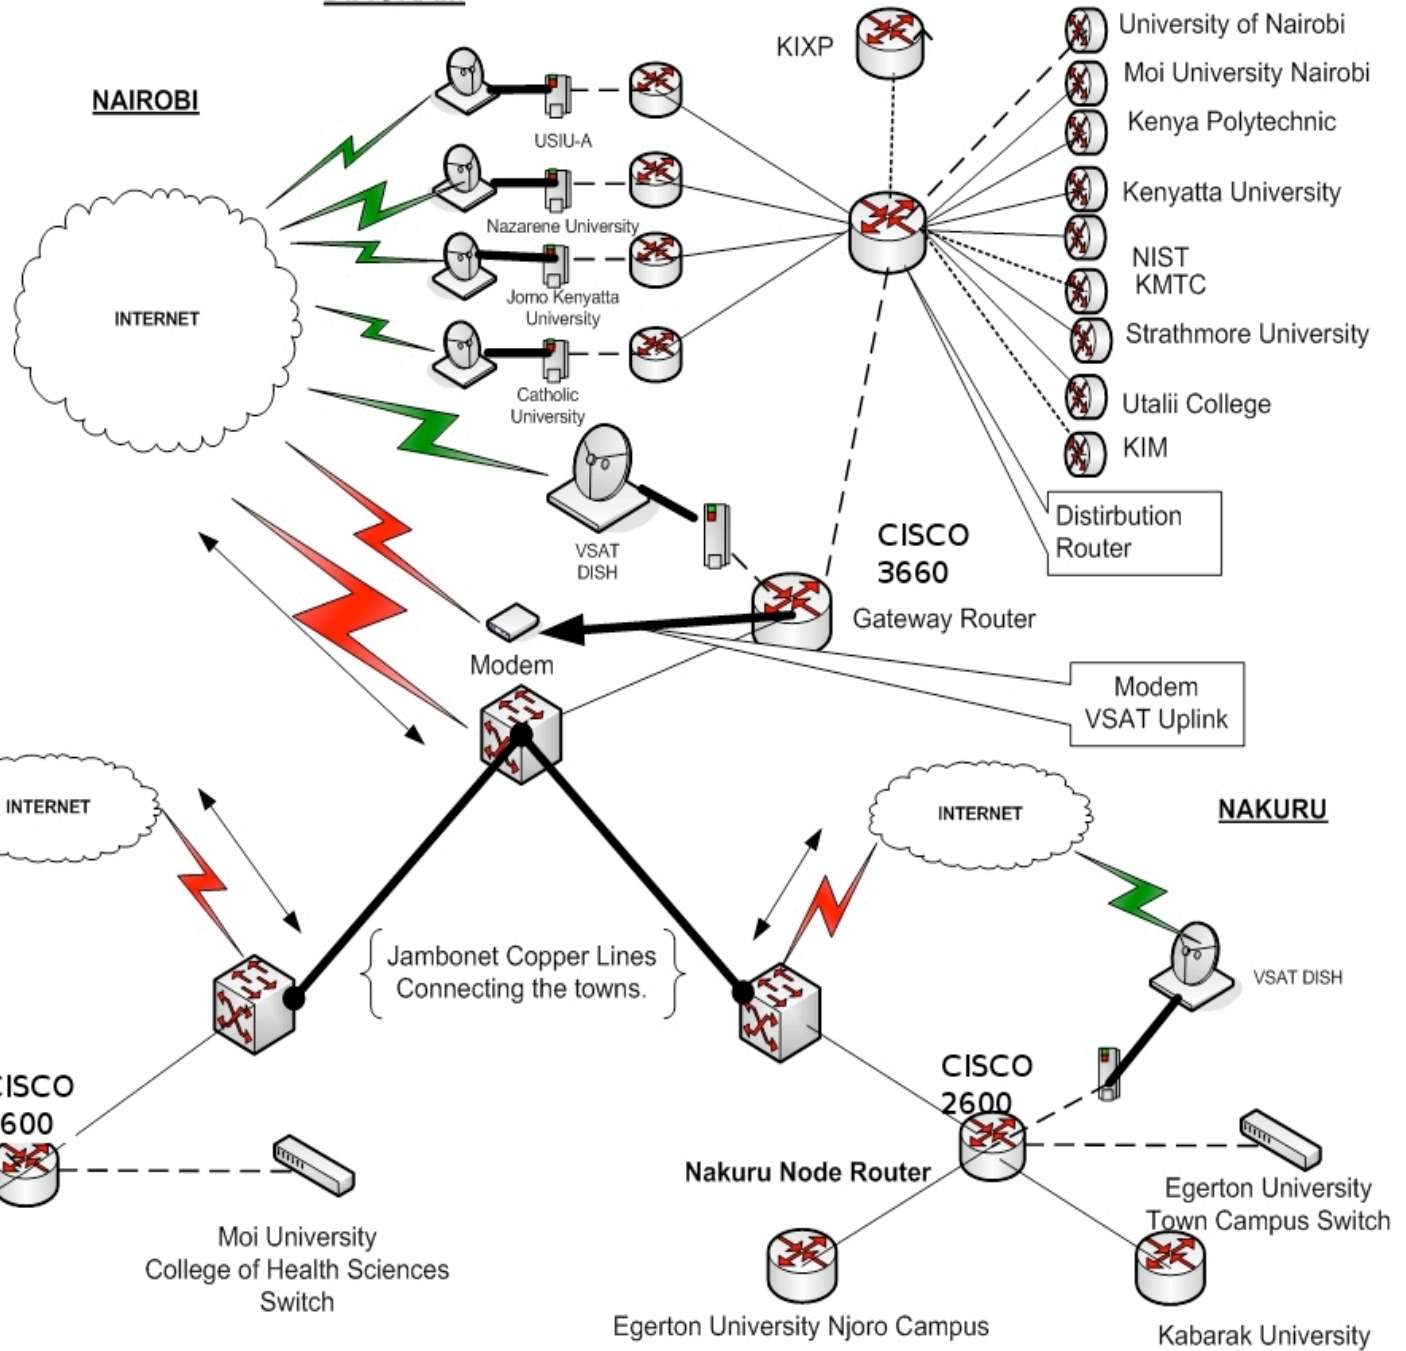 KIXP
University of Nairobi
Moi University Nairobi
Kenya Polytechnic
Kenyatta University
NIST
KMTC
Strathmore University
Utalii College
KIM
NAIROBI
USIU-A
Nazarene University
Jomo Kenyatta
University
Catholic
University
INTERNET
VSAT
DISH
CISCO
3660
Gateway Router
Distirbution
Router
Modem
Modem
VSAT Uplink
INTERNET
INTERNET
NAKURU
Jambonet Copper Lines
Connecting the towns.
VSAT DISH
CISCO
2600
CISCO
600
Nakuru Node Router
Egerton University
Town Campus Switch
Moi University
College of Health Sciences
Switch
Egerton University Njoro Campus
Kabarak University